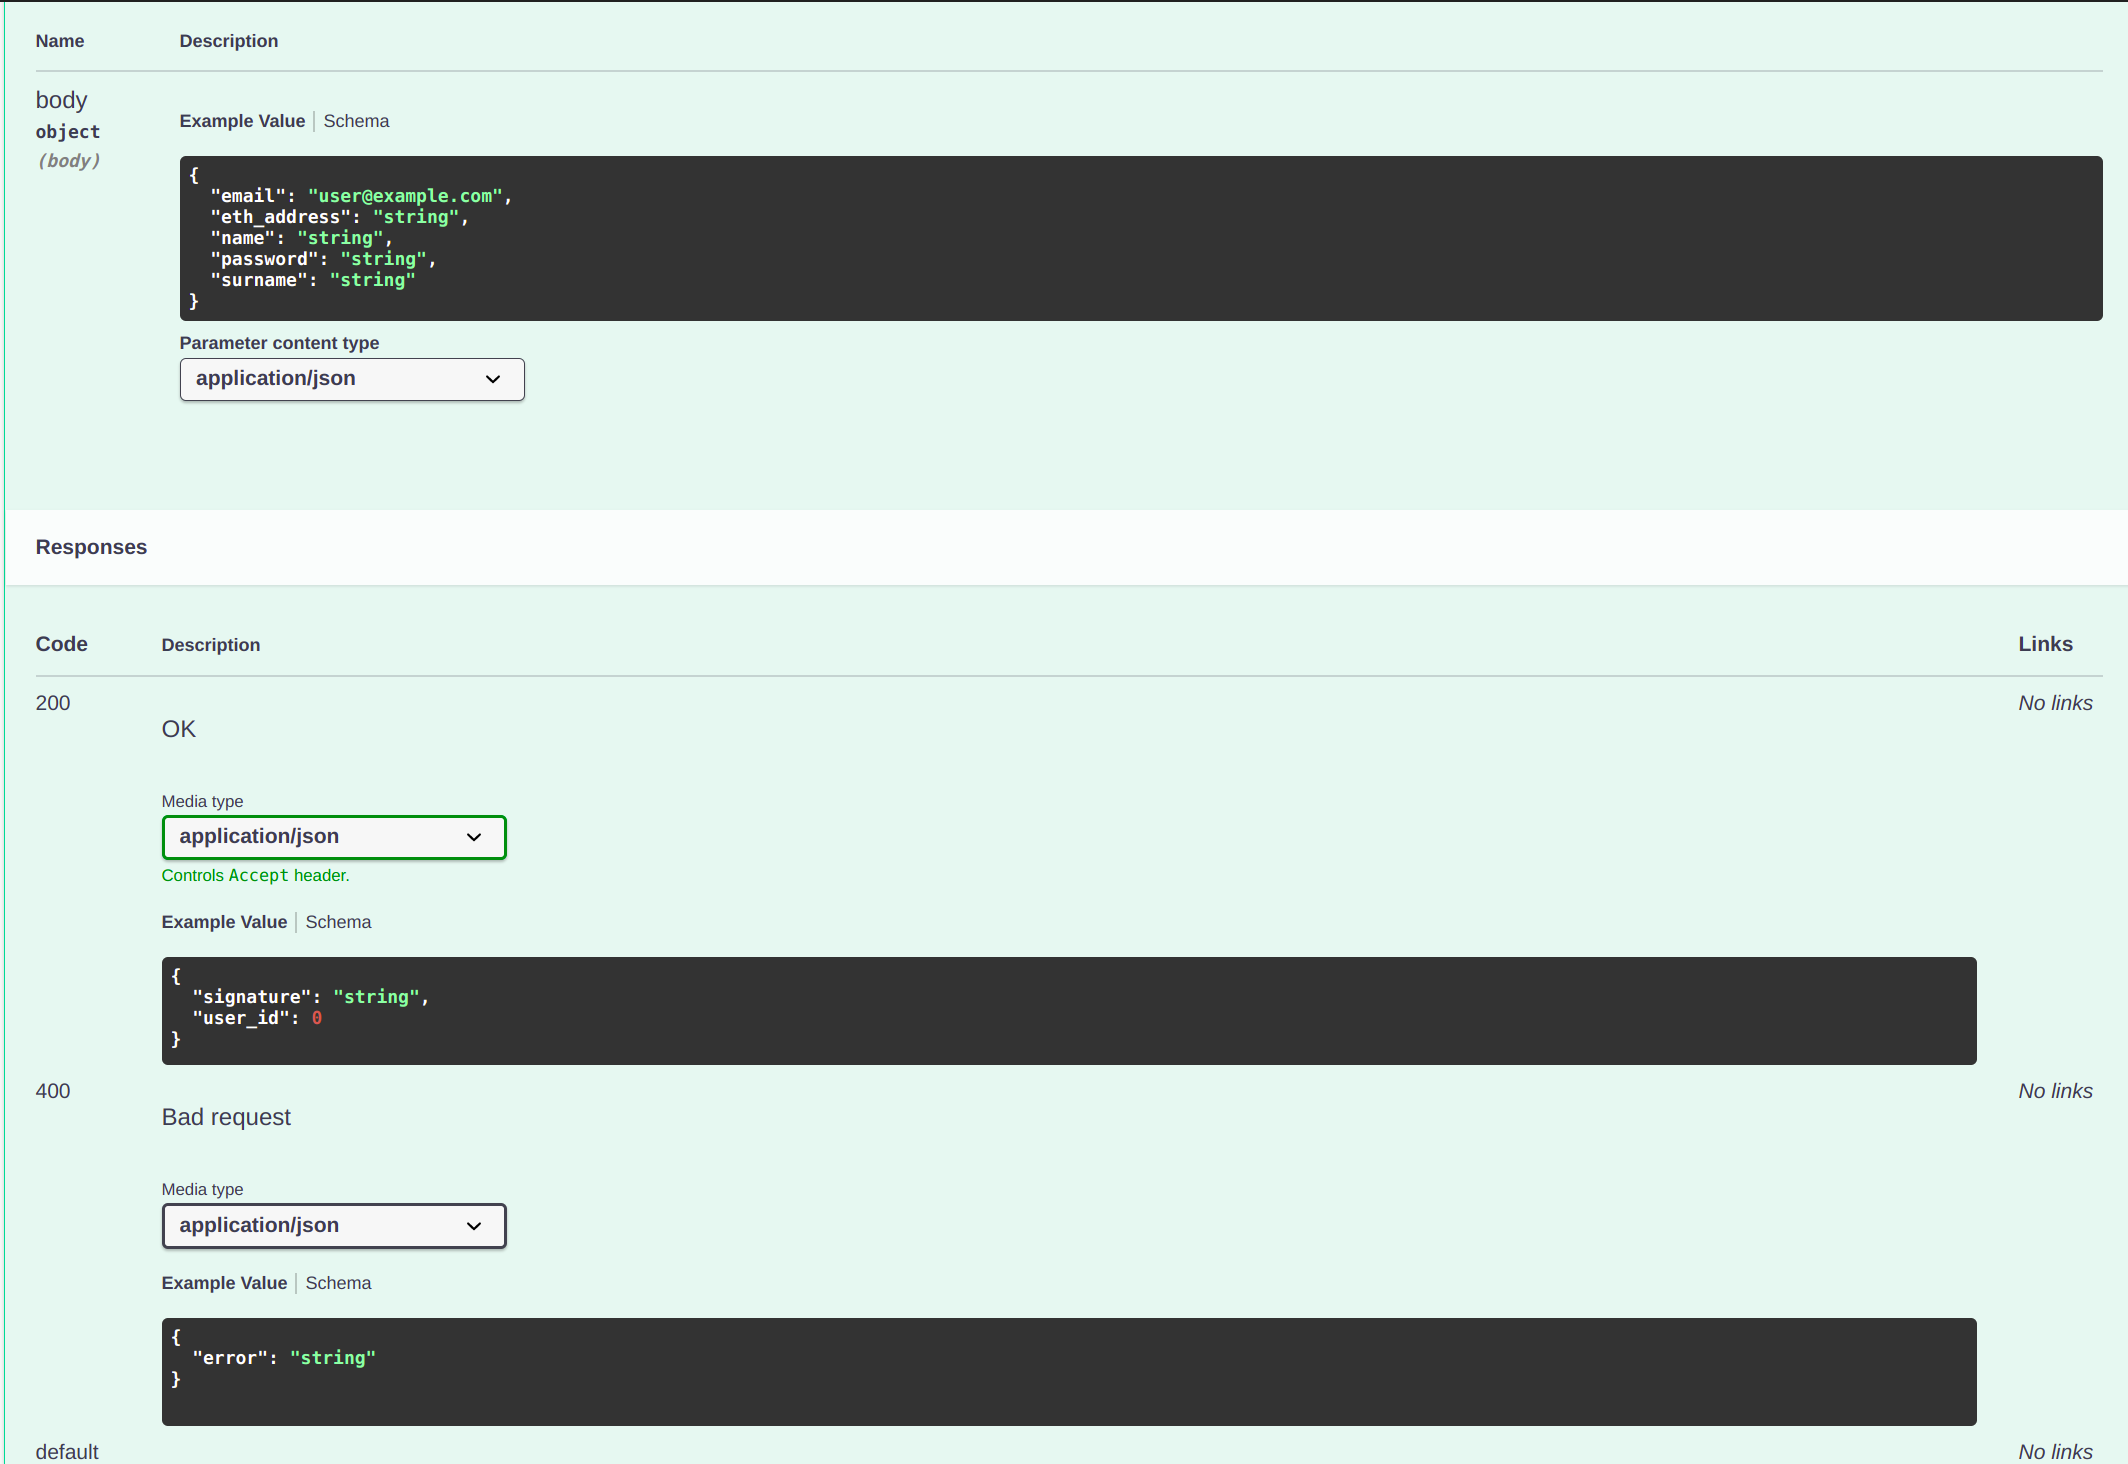 Name Description
body
object
(body)
Example Value Schema
{
  "email": "user@example.com",
  "eth_address": "string",
  "name": "string",
  "password": "string",
  "surname": "string"
}
Parameter content type
application/json
Responses
Code Description Links
200 No links
OK
Media type
application/json
Controls Accept header.
Example Value Schema
{
  "signature": "string",
  "user_id": 0
}
400 No links
Bad request
Media type
application/json
Example Value Schema
{
  "error": "string"
}
default No links